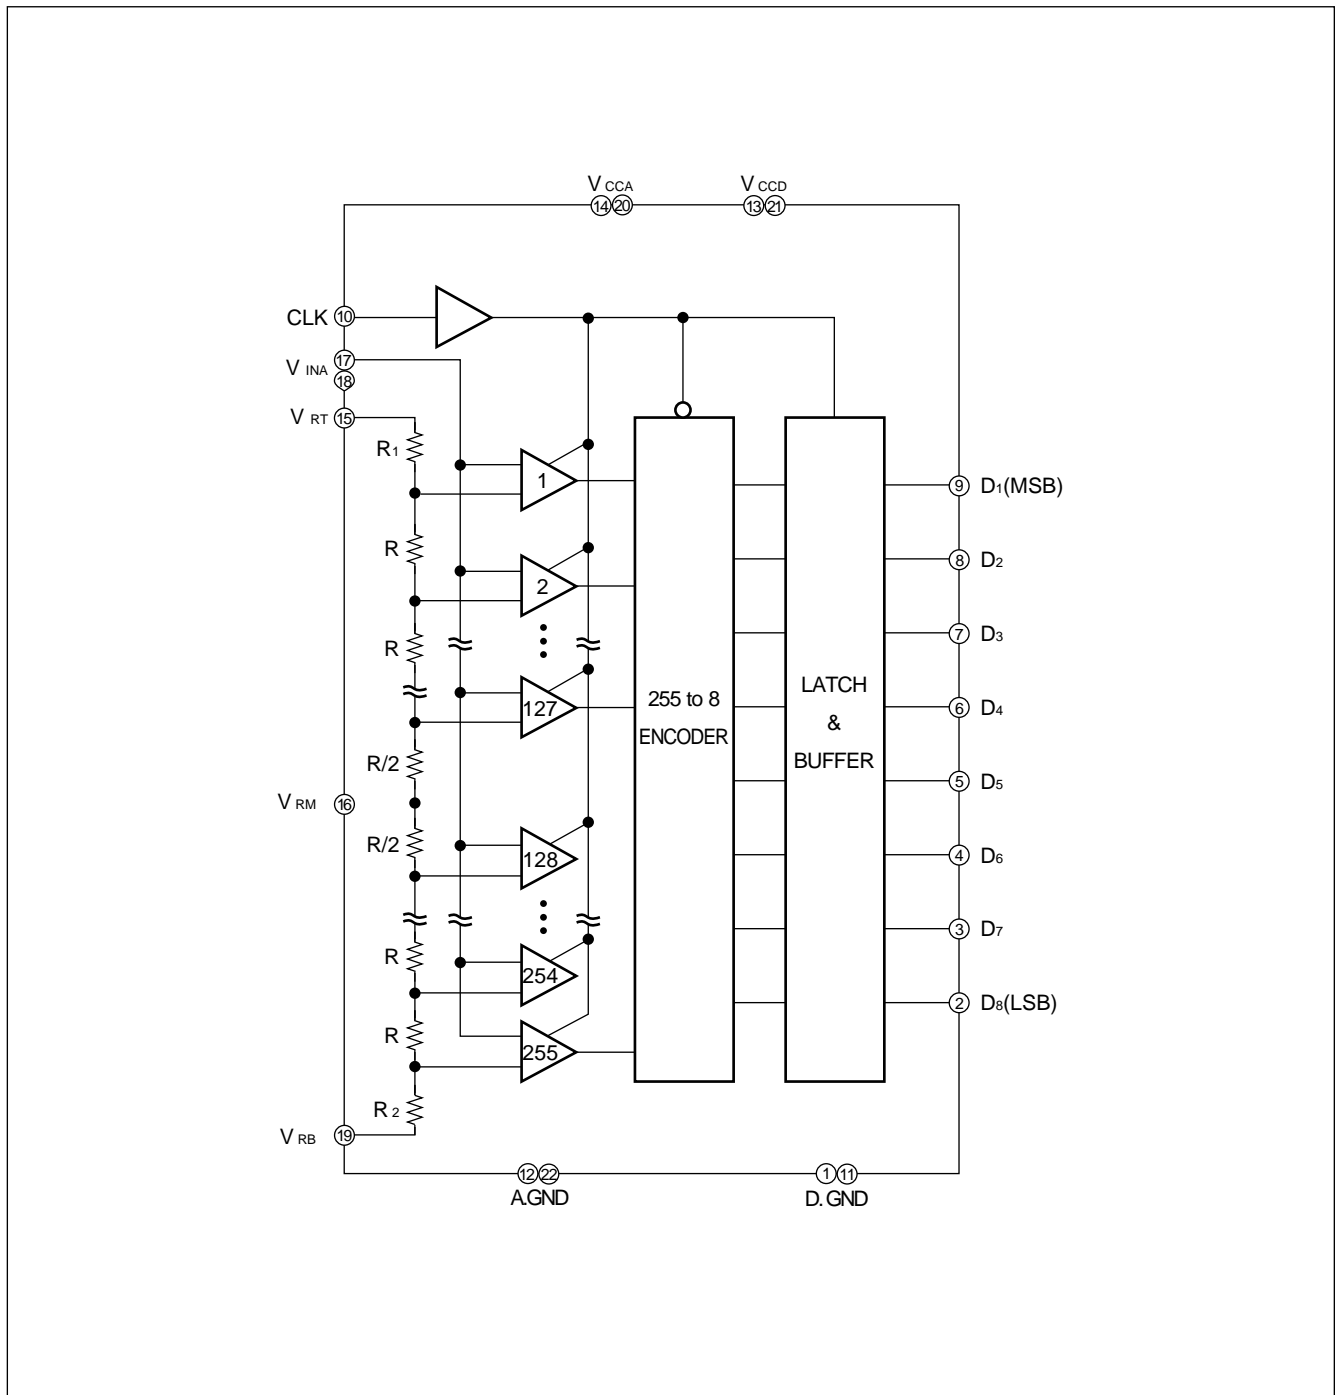 V CCA
14 20
V CCD
13 21
CLK 10
V INA 17
18
V RT 15
R1
1
D1(MSB) 9
R
2
D2 8
R
D3 7
127
255 to 8
ENCODER
LATCH
&
BUFFER
D4 6
R/2
D5 5
V RM 16
R/2
128
D6 4
R
254
D7 3
R
255
D8(LSB) 2
R 2
V RB 19
12 22
A.GND
1 11
D. GND